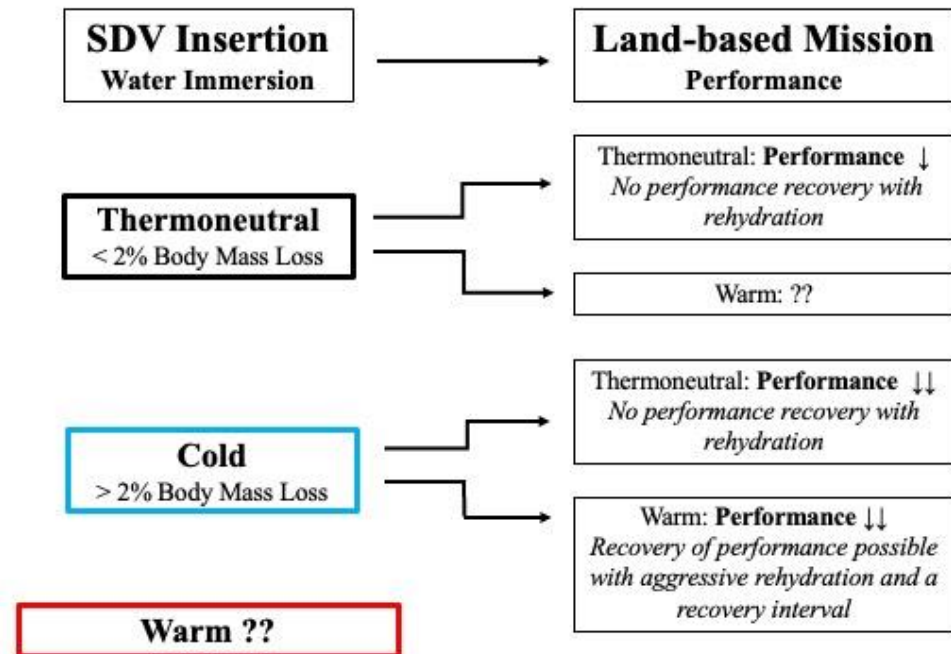 SDV Insertion
Water Immersion
Land-based Mission
Performance
Thermoneutral
< 2% Body Mass Loss
Thermoneutral: Performance ↓
No performance recovery with
rehydration
Warm: ??
Cold
> 2% Body Mass Loss
Thermoneutral: Performance ↓↓
No performance recovery with
rehydration
Warm: Performance ↓↓
Recovery of performance possible
with aggressive rehydration and a
recovery interval
Warm ??